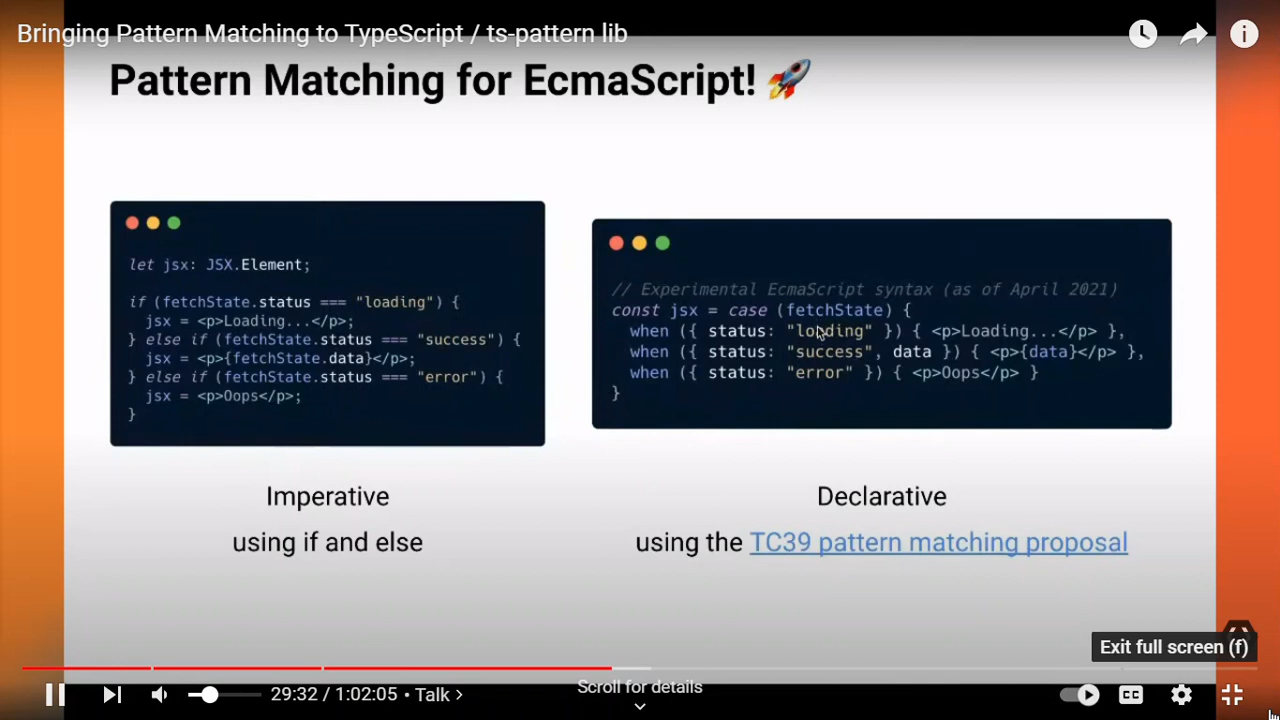 Bringing Pattern Matching to TypeScript / ts-pattern lib
Pattern Matching for EcmaScript! 🚀
let jsx: JSX.Element;
if (fetchState.status === "loading") {
jsx = <p>Loading...</p>;
} else if (fetchState.status === "success") {
jsx = <p>{fetchState.data}</p>;
} else if (fetchState.status === "error") {
jsx = <p>Oops</p>;
}
Imperative
using if and else
// Experimental EcmaScript syntax (as of April 2021)
const jsx = case (fetchState) {
when ({ status: "loading" }) { <p>Loading...</p> },
when ({ status: "success", data }) { <p>{data}</p> },
when ({ status: "error" }) { <p>Oops</p> }
}
Declarative
using the TC39 pattern matching proposal
Exit full screen (f)
29:32 / 1:02:05 • Talk >
Scroll for details
CC